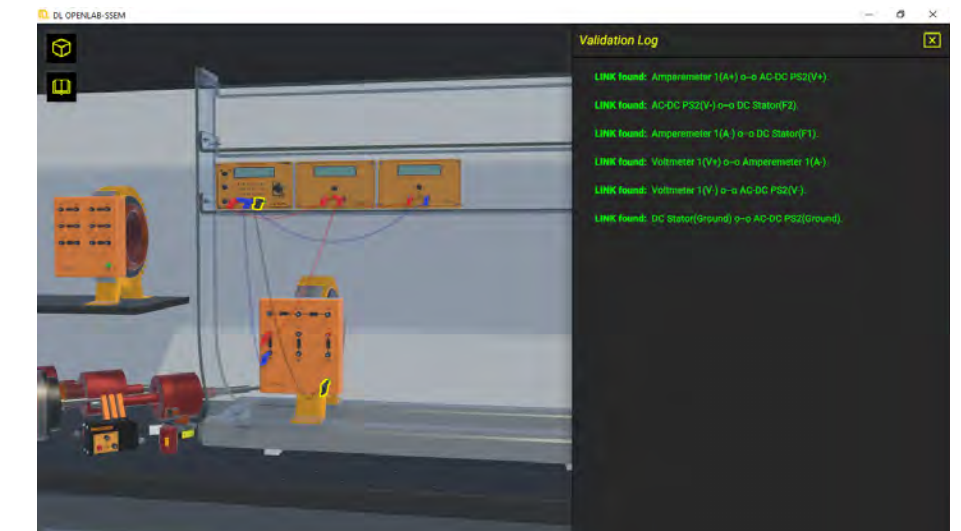 DL OPENLAB-SSEM
Validation Log
LINK found: Amperemeter 1(A+) o--o AC-DC PS2(V+).
LINK found: AC-DC PS2(V-) o--o DC Stator(F2).
LINK found: Amperemeter 1(A-) o--o DC Stator(F1).
LINK found: Voltmeter 1(V+) o--o Amperemeter 1(A-).
LINK found: Voltmeter 1(V-) o--o AC-DC PS2(V-).
LINK found: DC Stator(Ground) o--o AC-DC PS2(Ground).